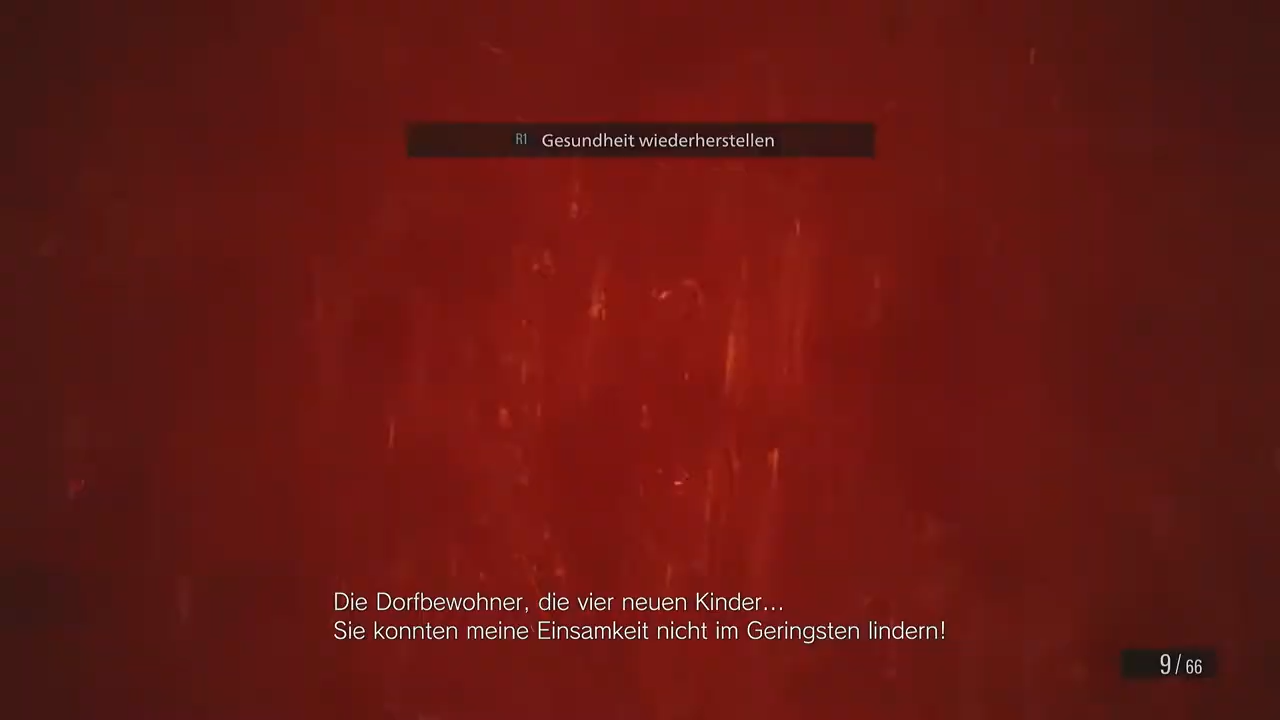 R1 Gesundheit wiederherstellen
Die Dorfbewohner, die vier neuen Kinder...
Sie konnten meine Einsamkeit nicht im Geringsten lindern!
9/66